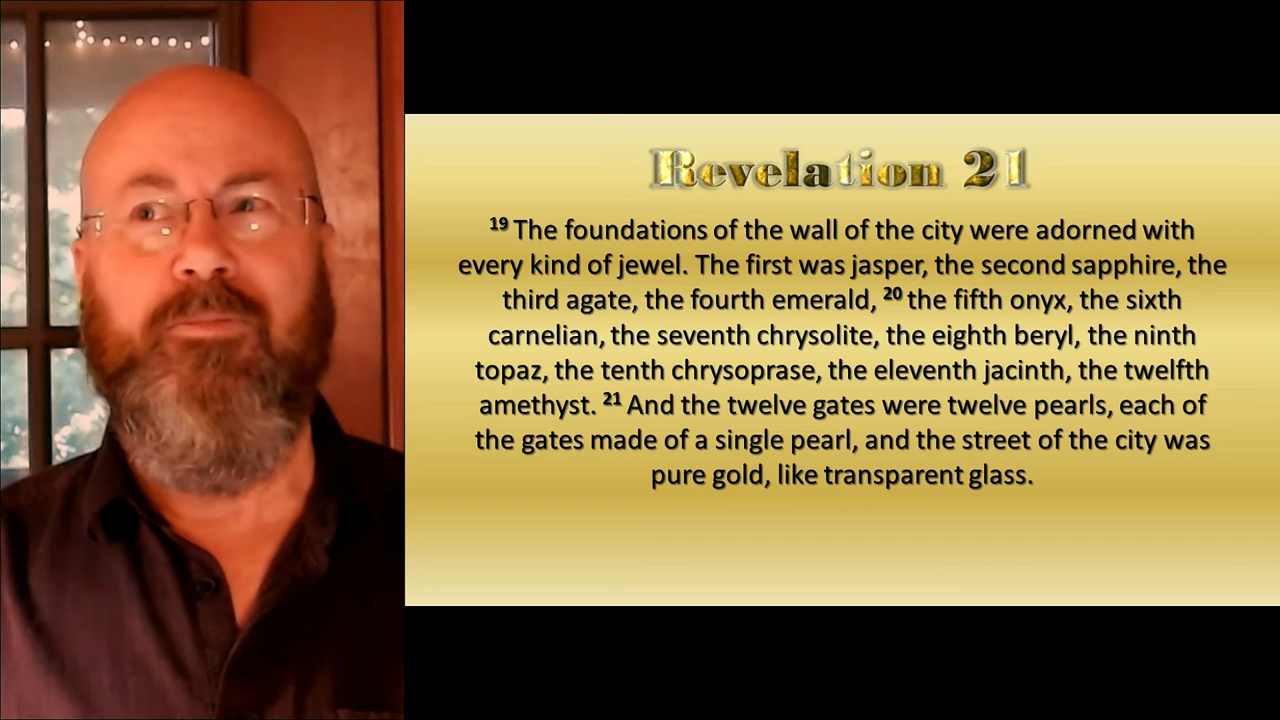 Revelation 21
19 The foundations of the wall of the city were adorned with
every kind of jewel. The first was jasper, the second sapphire, the
third agate, the fourth emerald, 20 the fifth onyx, the sixth
carnelian, the seventh chrysolite, the eighth beryl, the ninth
topaz, the tenth chrysoprase, the eleventh jacinth, the twelfth
amethyst. 21 And the twelve gates were twelve pearls, each of
the gates made of a single pearl, and the street of the city was
pure gold, like transparent glass.